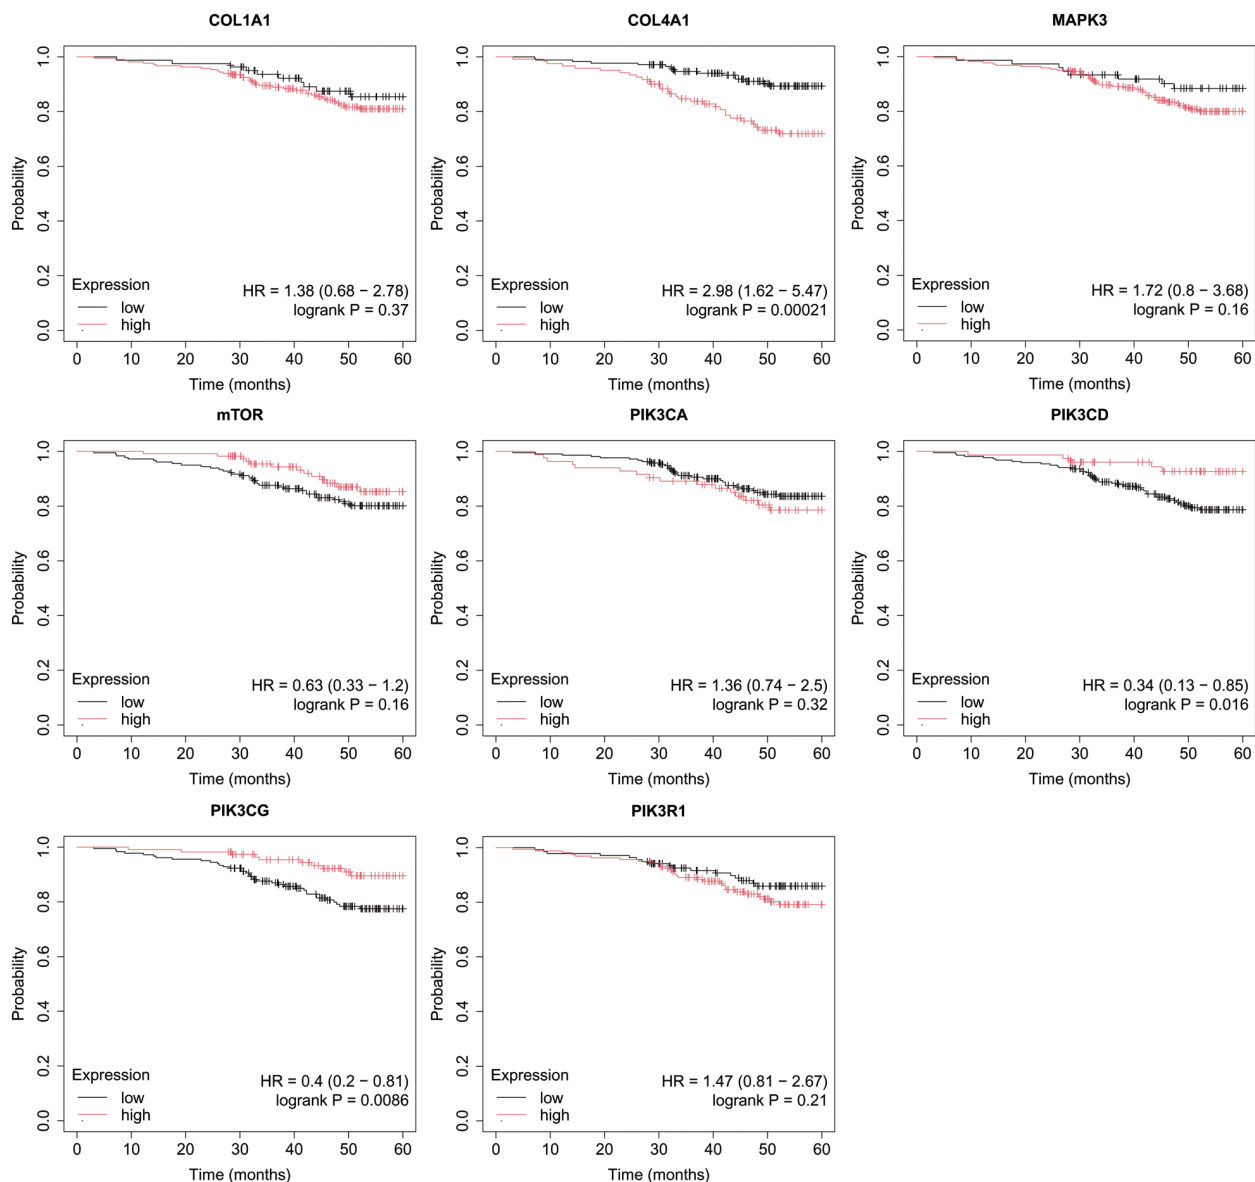 COL1A1
Probability
1.0
0.8
0.6
0.4
0.2
0.0
Expression
low
high
HR = 1.38 (0.68 − 2.78)
logrank P = 0.37
0 10 20 30 40 50 60
Time (months)
COL4A1
Probability
1.0
0.8
0.6
0.4
0.2
0.0
Expression
low
high
HR = 2.98 (1.62 − 5.47)
logrank P = 0.00021
0 10 20 30 40 50 60
Time (months)
MAPK3
Probability
1.0
0.8
0.6
0.4
0.2
0.0
Expression
low
high
HR = 1.72 (0.8 − 3.68)
logrank P = 0.16
0 10 20 30 40 50 60
Time (months)
mTOR
Probability
1.0
0.8
0.6
0.4
0.2
0.0
Expression
low
high
HR = 0.63 (0.33 − 1.2)
logrank P = 0.16
0 10 20 30 40 50 60
Time (months)
PIK3CA
Probability
1.0
0.8
0.6
0.4
0.2
0.0
Expression
low
high
HR = 1.36 (0.74 − 2.5)
logrank P = 0.32
0 10 20 30 40 50 60
Time (months)
PIK3CD
Probability
1.0
0.8
0.6
0.4
0.2
0.0
Expression
low
high
HR = 0.34 (0.13 − 0.85)
logrank P = 0.016
0 10 20 30 40 50 60
Time (months)
PIK3CG
Probability
1.0
0.8
0.6
0.4
0.2
0.0
Expression
low
high
HR = 0.4 (0.2 − 0.81)
logrank P = 0.0086
0 10 20 30 40 50 60
Time (months)
PIK3R1
Probability
1.0
0.8
0.6
0.4
0.2
0.0
Expression
low
high
HR = 1.47 (0.81 − 2.67)
logrank P = 0.21
0 10 20 30 40 50 60
Time (months)